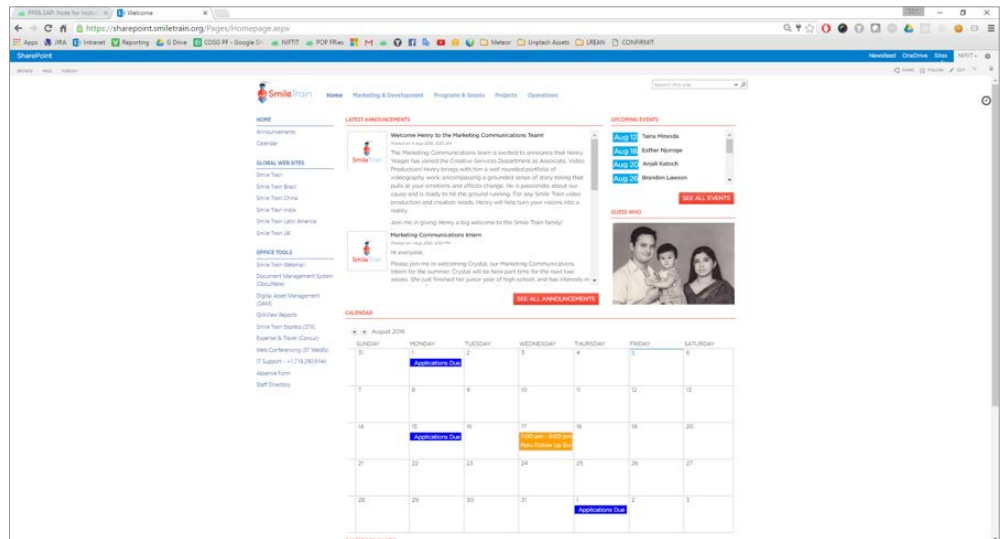 Welcome
https://sharepoint.smiletrain.org/Pages/Homepage.aspx
Apps JIRA Intranet Reporting G Drive NIFTIT Meteor Unplash Assets LREAN CONFIRMIT
SharePoint
Newsfeed OneDrive Sites
BROWSE PAGE PUBLISH
SHARE FOLLOW EDIT
SmileTrain
Home Marketing & Development Programs & Grants Projects Operations
Search this site
HOME
Announcements
Calendar
GLOBAL WEB SITES
Smile Train
Smile Train Brazil
Smile Train China
Smile Train India
Smile Train Latin America
Smile Train UK
OFFICE TOOLS
Smile Train Webmail
Document Management System
(DocuWare)
Digital Asset Management
(DAM)
QlikView Reports
Smile Train Express (STX)
Expense & Travel (Concur)
Web Conferencing (ST WebEx)
IT Support -
Absence Form
Staff Directory
LATEST ANNOUNCEMENTS
Welcome Henry to the Marketing Communications Team!
The Marketing Communications team is excited to announce that Henry
Yeager has joined the Creative Services Department as Associate, Video
Production! Henry brings with him a well rounded portfolio of
videography work, encompassing a grounded sense of story telling that
pulls at your emotions and affects change. He is passionate about our
cause and is ready to hit the ground running. For any Smile Train video
production and creation needs, Henry will help turn your visions into a
reality.
Join me in giving Henry a big welcome to the Smile Train family!
Marketing Communications Intern
Hi everyone,
Please join me in welcoming Crystal, our Marketing Communications
Intern for the summer. Crystal will be here part time for the next two
weeks. She just finished her junior year of high school, and has interests in
SEE ALL ANNOUNCEMENTS
UPCOMING EVENTS
Aug 12 Taina Miranda
Aug 18 Esther Njoroge
Aug 20 Anjali Katoch
Aug 26 Brandon Lawson
SEE ALL EVENTS
GUESS WHO
CALENDAR
August 2016
SUNDAY MONDAY TUESDAY WEDNESDAY THURSDAY FRIDAY SATURDAY
31 1 2 3 4 5 6
Applications Due
7 8 9 10 11 12 13
14 15 16 17 18 19 20
Applications Due 7:00 pm - 9:00 pm
Peru Follow Up
21 22 23 24 25 26 27
28 29 30 31 1 2 3
Applications Due